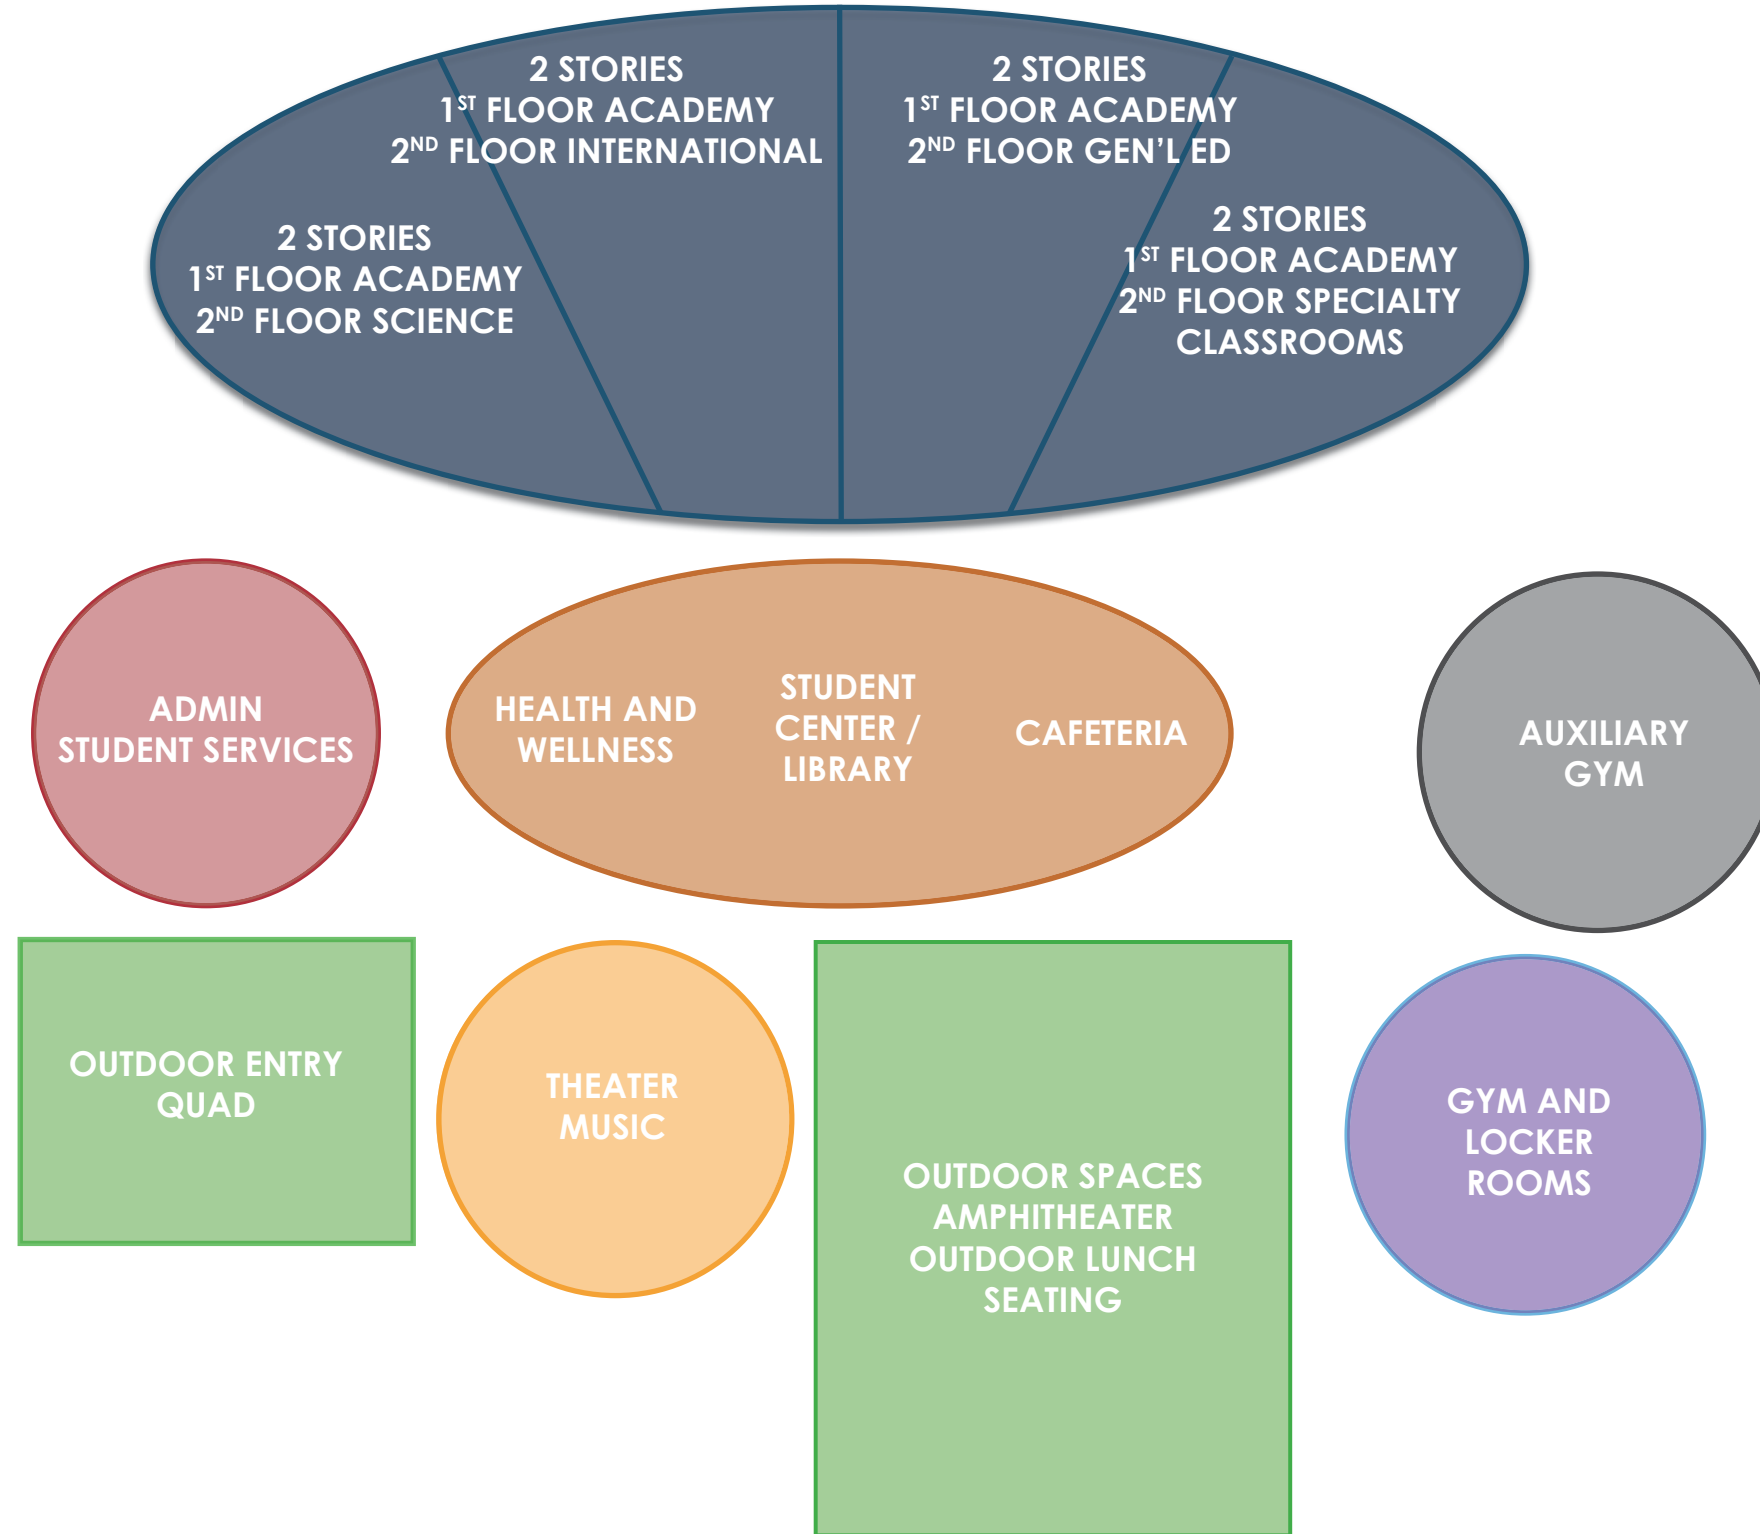 2 STORIES
1ST FLOOR ACADEMY
2ND FLOOR INTERNATIONAL
2 STORIES
1ST FLOOR ACADEMY
2ND FLOOR GEN'L ED
2 STORIES
1ST FLOOR ACADEMY
2ND FLOOR SCIENCE
2 STORIES
1ST FLOOR ACADEMY
2ND FLOOR SPECIALTY
CLASSROOMS
ADMIN
STUDENT SERVICES
HEALTH AND
WELLNESS
STUDENT
CENTER /
LIBRARY
CAFETERIA
AUXILIARY
GYM
OUTDOOR ENTRY
QUAD
THEATER
MUSIC
OUTDOOR SPACES
AMPHITHEATER
OUTDOOR LUNCH
SEATING
GYM AND
LOCKER
ROOMS